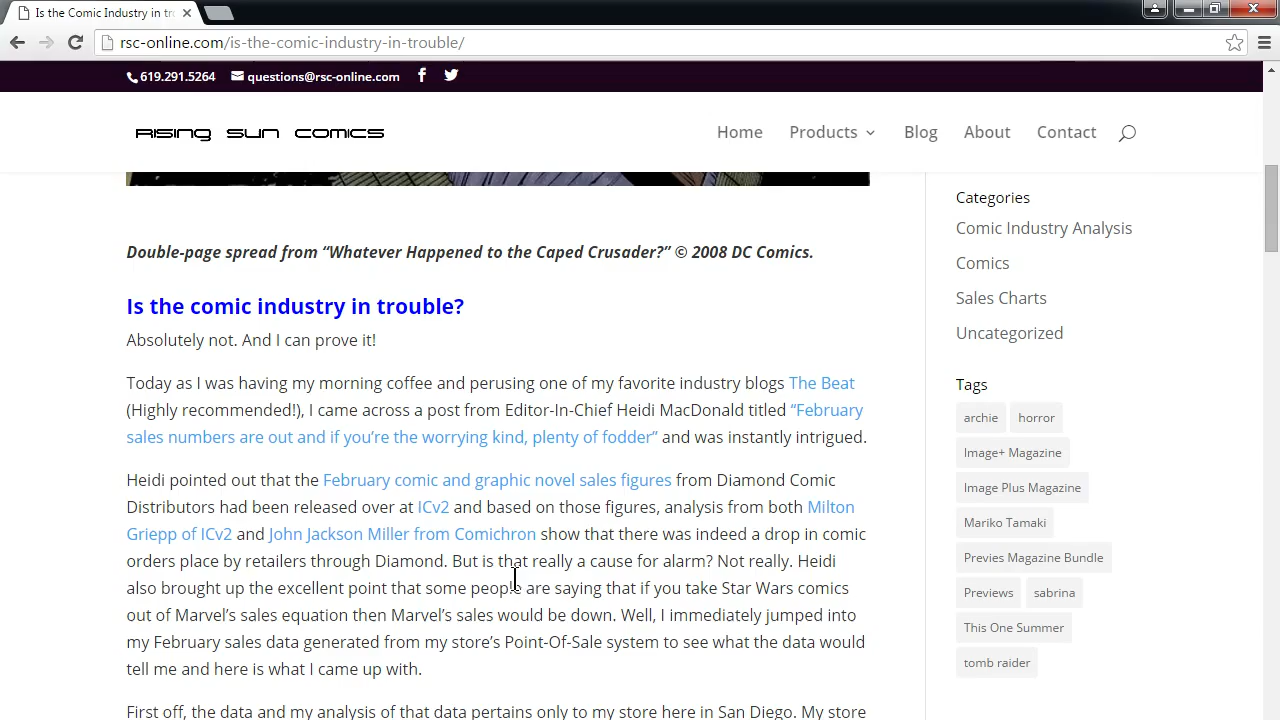 Is the Comic Industry in tr
rsc-online.com/is-the-comic-industry-in-trouble/
619.291.5264 questions@rsc-online.com
RISING SUN COMICS
Home Products Blog About Contact
Double-page spread from “Whatever Happened to the Caped Crusader?” © 2008 DC Comics.
Is the comic industry in trouble?
Absolutely not. And I can prove it!
Today as I was having my morning coffee and perusing one of my favorite industry blogs The Beat
(Highly recommended!), I came across a post from Editor-In-Chief Heidi MacDonald titled “February
sales numbers are out and if you’re the worrying kind, plenty of fodder” and was instantly intrigued.
Heidi pointed out that the February comic and graphic novel sales figures from Diamond Comic
Distributors had been released over at ICv2 and based on those figures, analysis from both Milton
Griepp of ICv2 and John Jackson Miller from Comichron show that there was indeed a drop in comic
orders place by retailers through Diamond. But is that really a cause for alarm? Not really. Heidi
also brought up the excellent point that some people are saying that if you take Star Wars comics
out of Marvel’s sales equation then Marvel’s sales would be down. Well, I immediately jumped into
my February sales data generated from my store’s Point-Of-Sale system to see what the data would
tell me and here is what I came up with.
First off, the data and my analysis of that data pertains only to my store here in San Diego. My store
Categories
Comic Industry Analysis
Comics
Sales Charts
Uncategorized
Tags
archie horror
Image+ Magazine
Image Plus Magazine
Mariko Tamaki
Previes Magazine Bundle
Previews sabrina
This One Summer
tomb raider